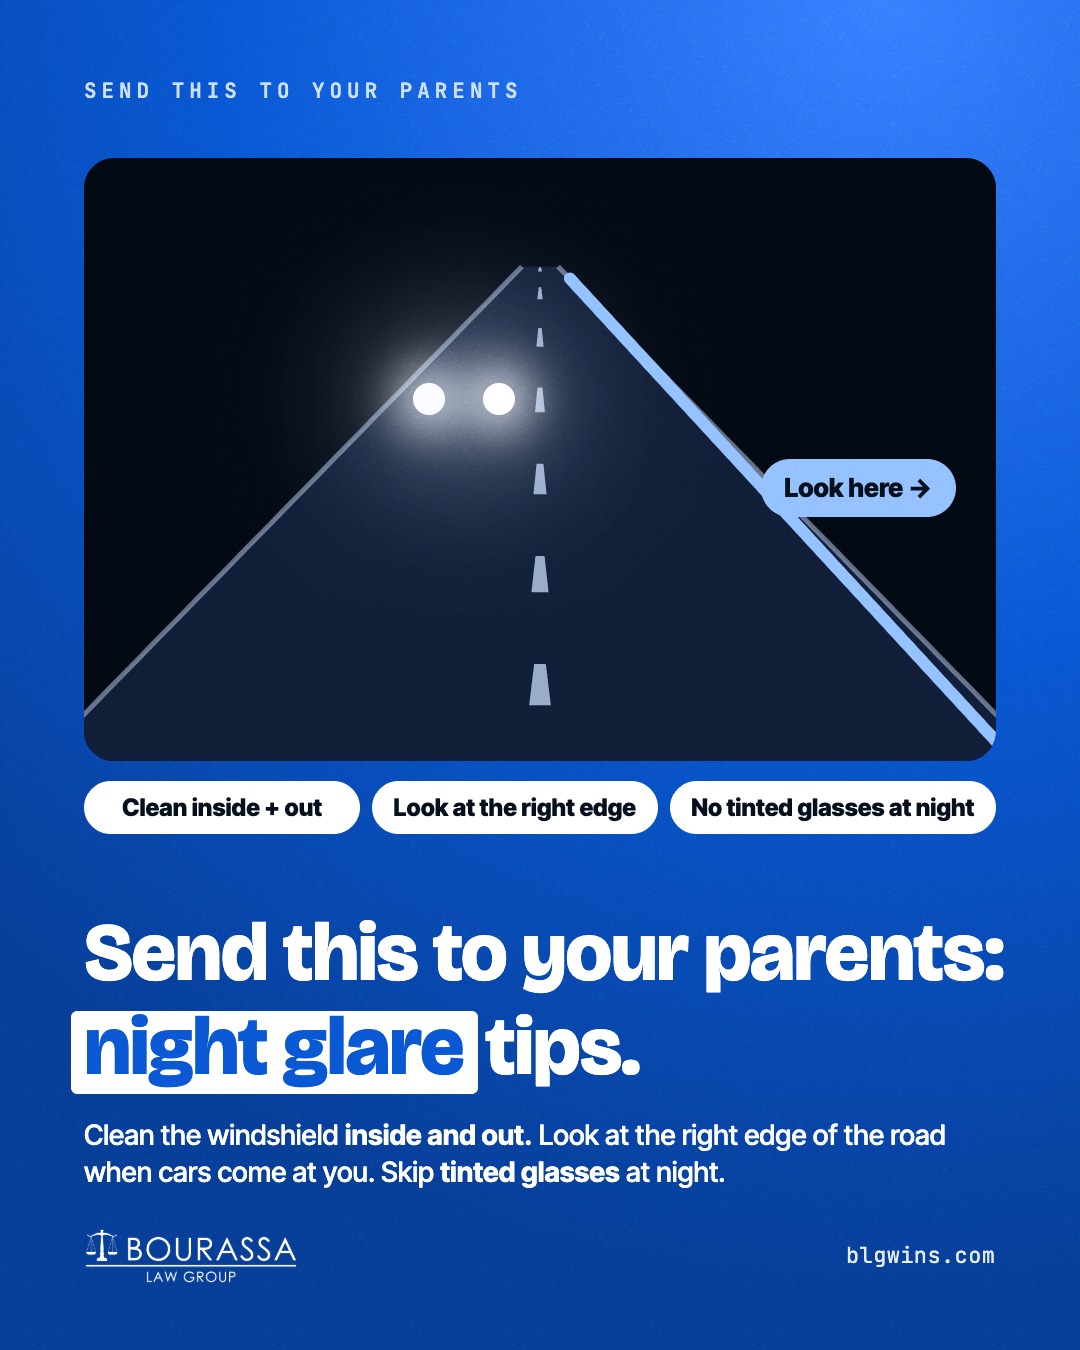 SEND THIS TO YOUR PARENTS
Look here →
Clean inside + out
Look at the right edge
No tinted glasses at night
Send this to your parents:
night glare tips.
Clean the windshield inside and out. Look at the right edge of the road
when cars come at you. Skip tinted glasses at night.
BOURASSA
LAW GROUP
blgwins.com